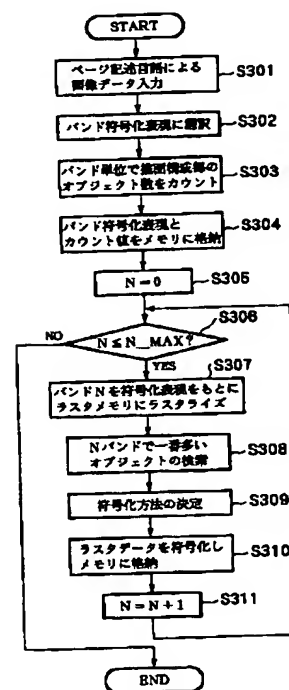 START
ページ記述言語による
画像データ入力
S301
バンド符号化表現に翻訳
S302
バンド単位で描画構成部の
オブジェクト数をカウント
S303
バンド符号化表現と
カウント値をメモリに格納
S304
N=0
S305
S306
NO
N≦N_MAX?
YES
S307
バンドNを符号化表現をもとに
ラスタメモリにラスタライズ
Nバンドで一番多い
オブジェクトの検索
S308
符号化方法の決定
S309
ラスタデータを符号化し
メモリに格納
S310
N=N+1
S311
END